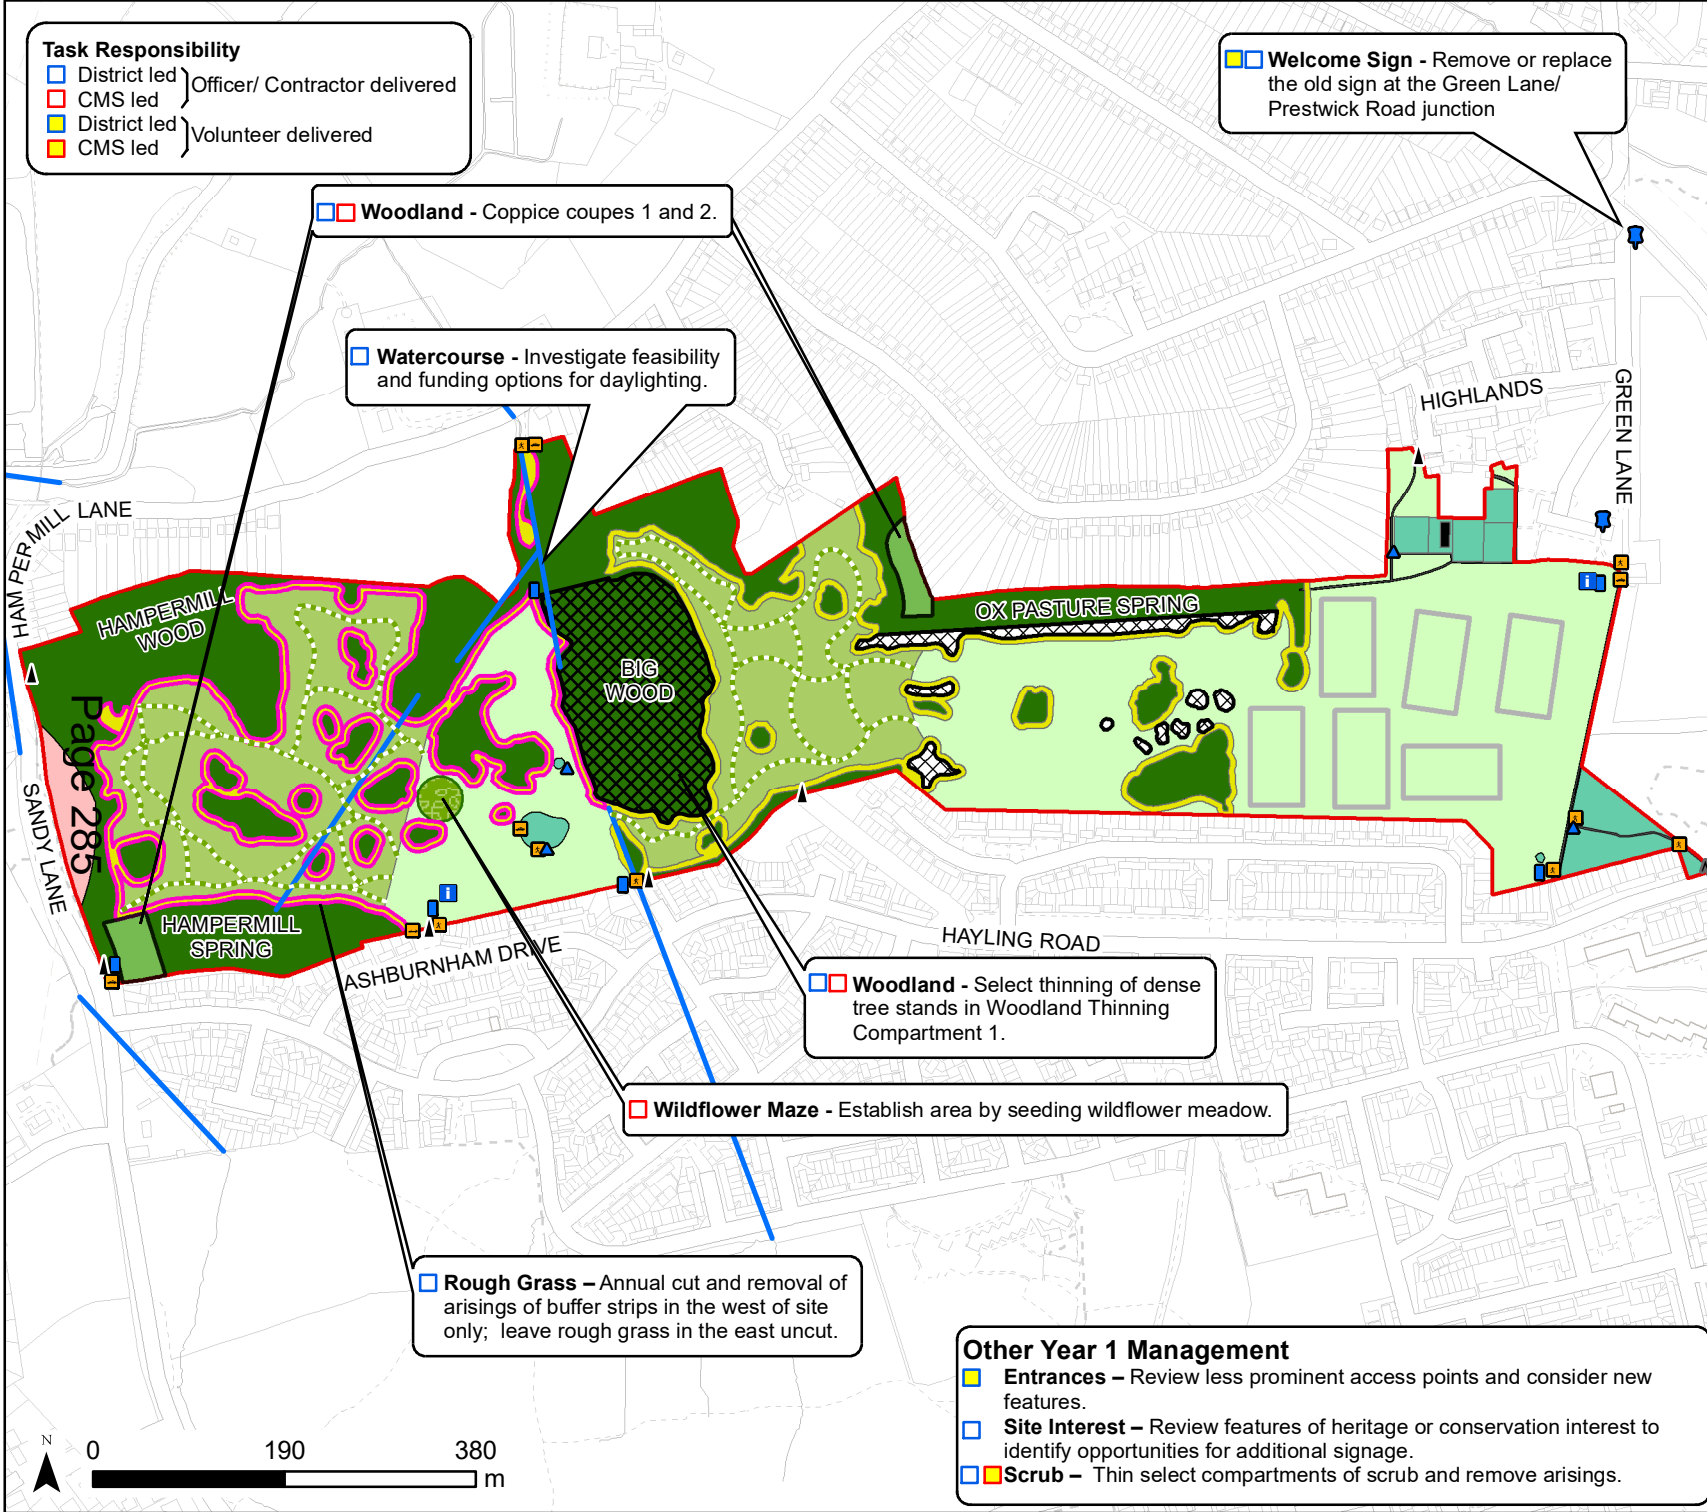 Task Responsibility
District led
CMS led
Officer/ Contractor delivered
District led
CMS led
Volunteer delivered
Welcome Sign - Remove or replace
the old sign at the Green Lane/
Prestwick Road junction
Woodland - Coppice coupes 1 and 2.
Watercourse - Investigate feasibility
and funding options for daylighting.
HIGHLANDS
GREEN LANE
HAMPERMILL LANE
HAMPERMILL
WOOD
OX PASTURE SPRING
BIG
WOOD
Page 285
SANDY LANE
HAMPERMILL
SPRING
ASHBURNHAM DRIVE
HAYLING ROAD
Woodland - Select thinning of dense
tree stands in Woodland Thinning
Compartment 1.
Wildflower Maze - Establish area by seeding wildflower meadow.
Rough Grass – Annual cut and removal of
arisings of buffer strips in the west of site
only; leave rough grass in the east uncut.
Other Year 1 Management
Entrances – Review less prominent access points and consider new
features.
Site Interest – Review features of heritage or conservation interest to
identify opportunities for additional signage.
Scrub – Thin select compartments of scrub and remove arisings.
N
0 190 380
m